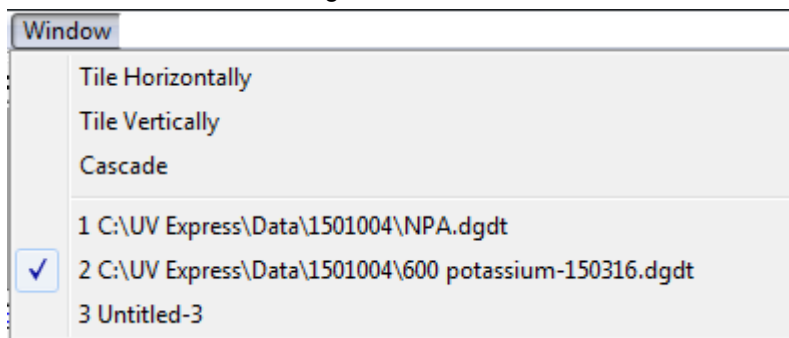 Window
Tile Horizontally
Tile Vertically
Cascade
1 C:\UV Express\Data\1501004\NPA.dgdt
2 C:\UV Express\Data\1501004\600 potassium-150316.dgdt
3 Untitled-3